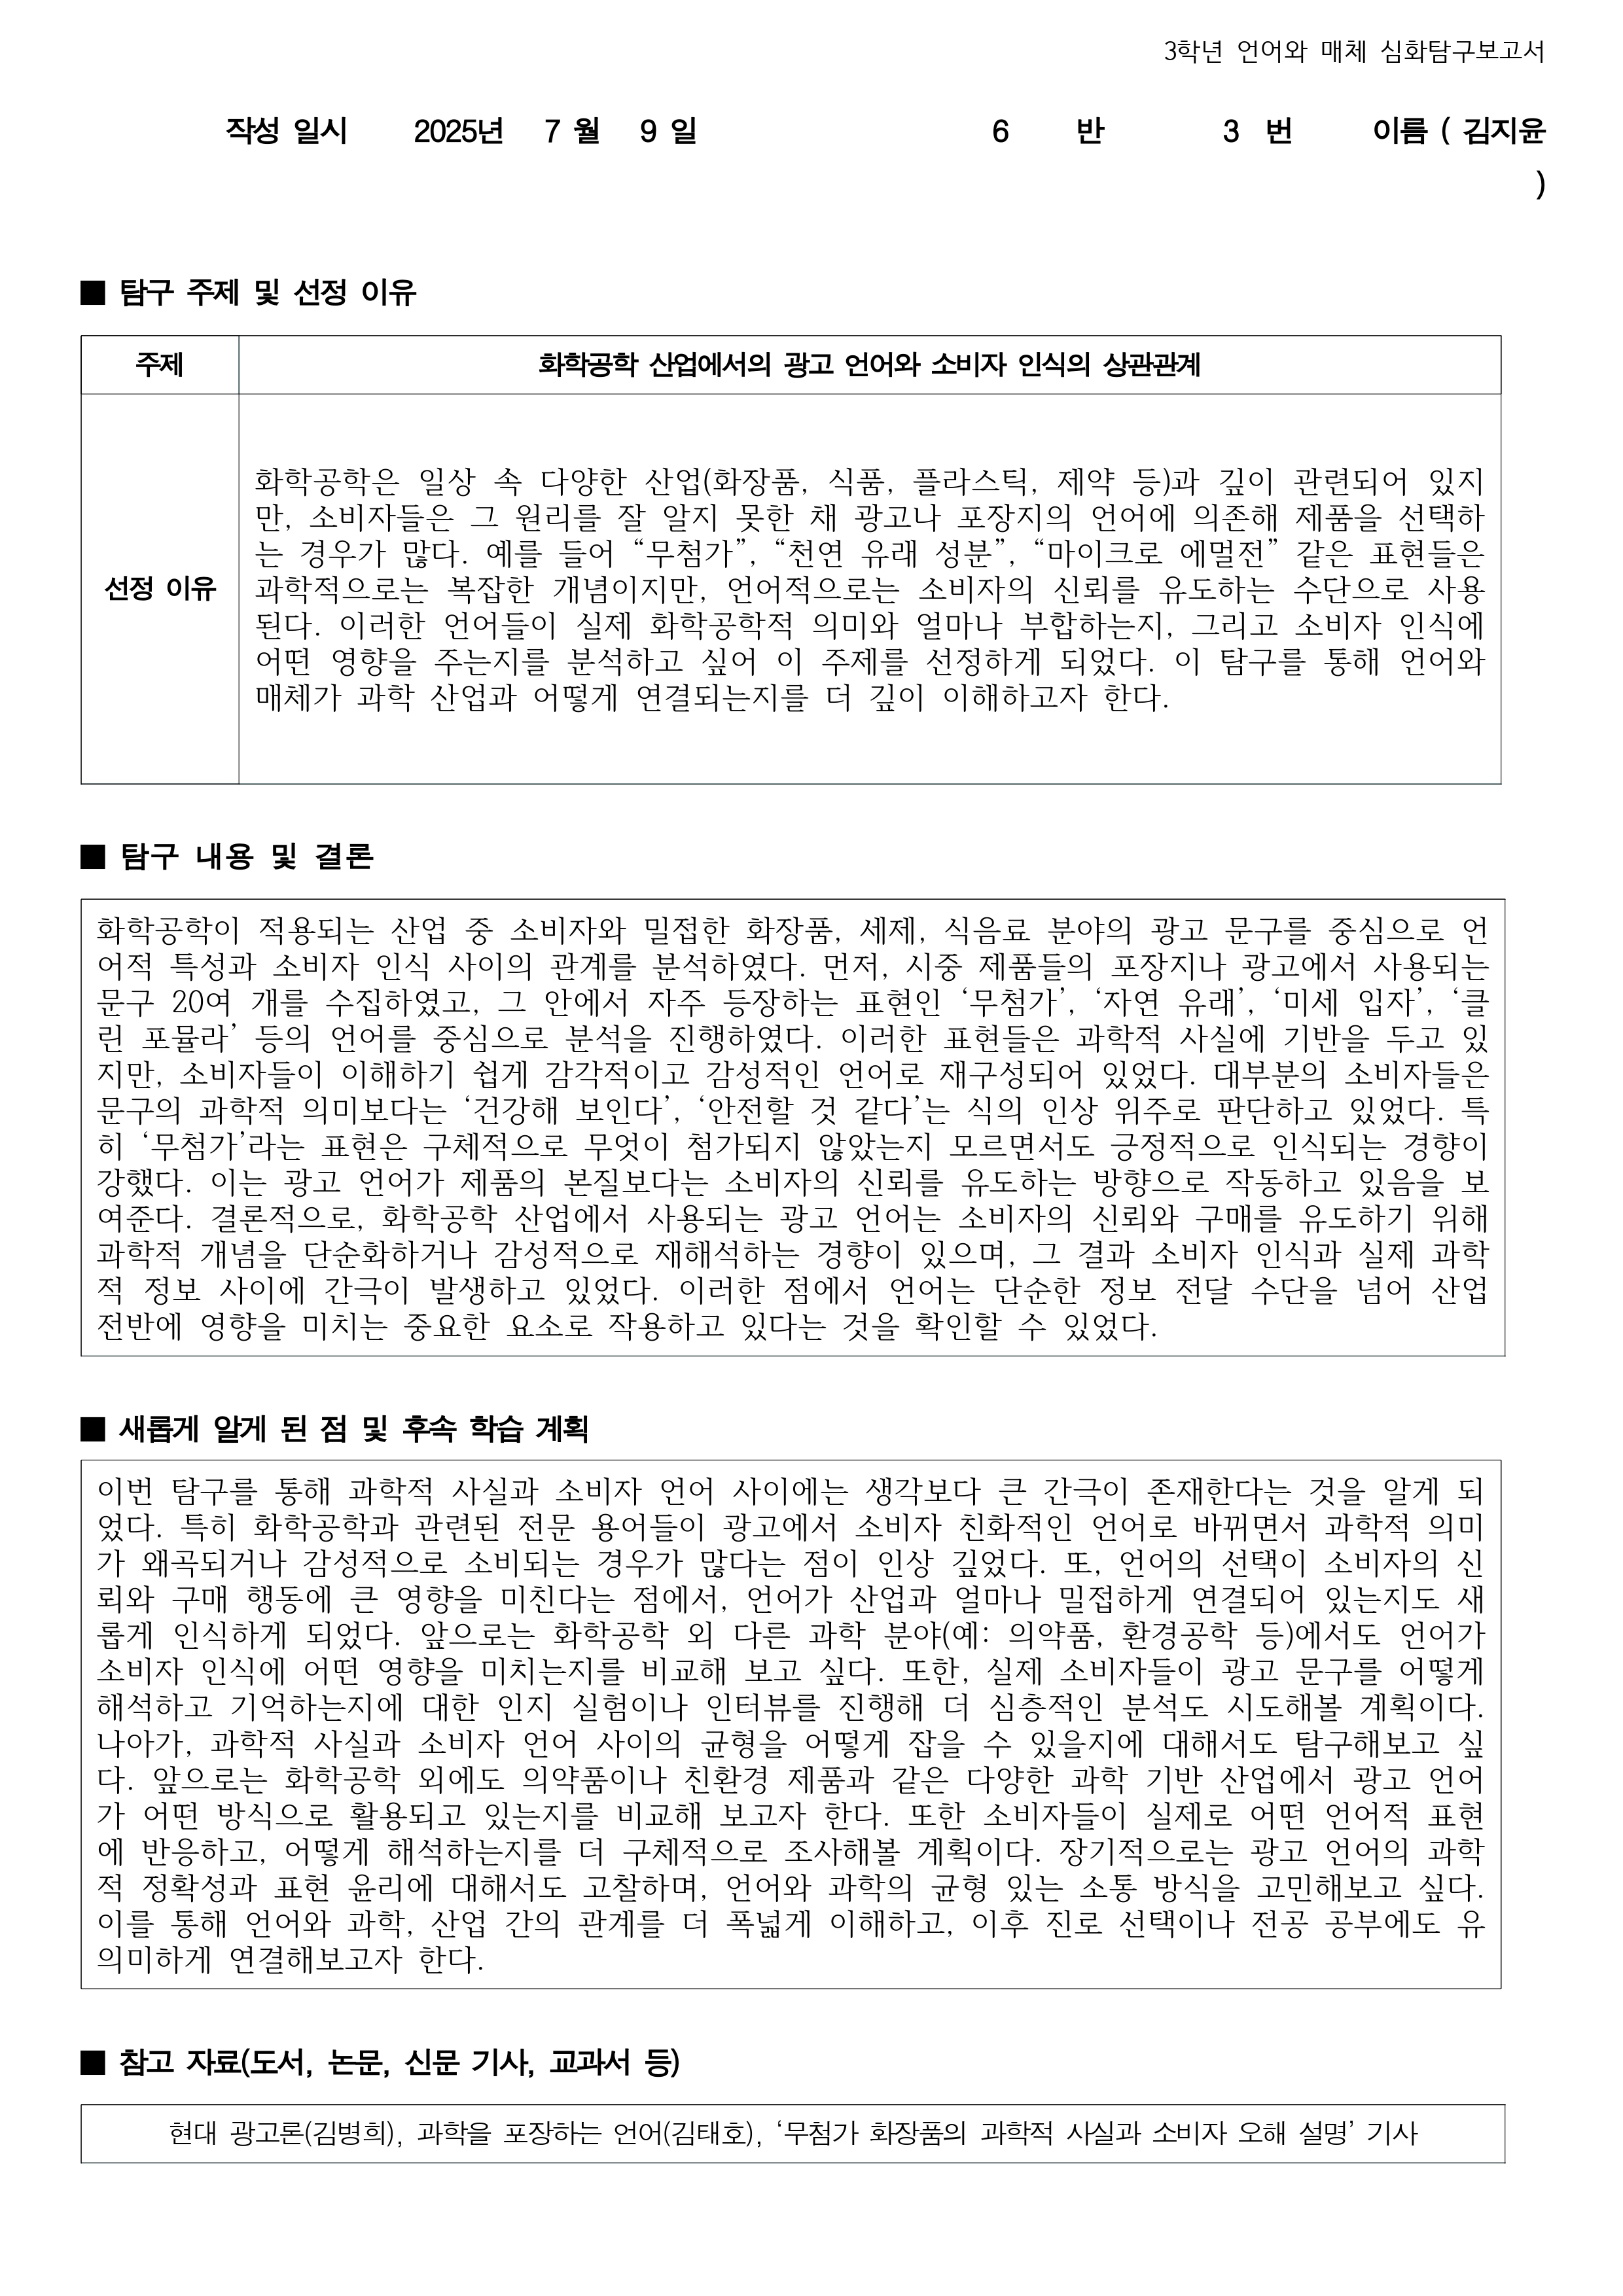 3학년 언어와 매체 심화탐구보고서
작성 일시 2025년 7 월 9 일 6 반 3 번 이름 ( 김지윤
)
■ 탐구 주제 및 선정 이유
주제 화학공학 산업에서의 광고 언어와 소비자 인식의 상관관계
선정 이유
화학공학은 일상 속 다양한 산업(화장품, 식품, 플라스틱, 제약 등)과 깊이 관련되어 있지
만, 소비자들은 그 원리를 잘 알지 못한 채 광고나 포장지의 언어에 의존해 제품을 선택하
는 경우가 많다. 예를 들어 “무첨가”, “천연 유래 성분”, “마이크로 에멀전” 같은 표현들은
과학적으로는 복잡한 개념이지만, 언어적으로는 소비자의 신뢰를 유도하는 수단으로 사용
된다. 이러한 언어들이 실제 화학공학적 의미와 얼마나 부합하는지, 그리고 소비자 인식에
어떤 영향을 주는지를 분석하고 싶어 이 주제를 선정하게 되었다. 이 탐구를 통해 언어와
매체가 과학 산업과 어떻게 연결되는지를 더 깊이 이해하고자 한다.
■ 탐구 내용 및 결론
화학공학이 적용되는 산업 중 소비자와 밀접한 화장품, 세제, 식음료 분야의 광고 문구를 중심으로 언
어적 특성과 소비자 인식 사이의 관계를 분석하였다. 먼저, 시중 제품들의 포장지나 광고에서 사용되는
문구 20여 개를 수집하였고, 그 안에서 자주 등장하는 표현인 ‘무첨가’, ‘자연 유래’, ‘미세 입자’, ‘클
린 포뮬라’ 등의 언어를 중심으로 분석을 진행하였다. 이러한 표현들은 과학적 사실에 기반을 두고 있
지만, 소비자들이 이해하기 쉽게 감각적이고 감성적인 언어로 재구성되어 있었다. 대부분의 소비자들은
문구의 과학적 의미보다는 ‘건강해 보인다’, ‘안전할 것 같다’는 식의 인상 위주로 판단하고 있었다. 특
히 ‘무첨가’라는 표현은 구체적으로 무엇이 첨가되지 않았는지 모르면서도 긍정적으로 인식되는 경향이
강했다. 이는 광고 언어가 제품의 본질보다는 소비자의 신뢰를 유도하는 방향으로 작동하고 있음을 보
여준다. 결론적으로, 화학공학 산업에서 사용되는 광고 언어는 소비자의 신뢰와 구매를 유도하기 위해
과학적 개념을 단순화하거나 감성적으로 재해석하는 경향이 있으며, 그 결과 소비자 인식과 실제 과학
적 정보 사이에 간극이 발생하고 있었다. 이러한 점에서 언어는 단순한 정보 전달 수단을 넘어 산업
전반에 영향을 미치는 중요한 요소로 작용하고 있다는 것을 확인할 수 있었다.
■ 새롭게 알게 된 점 및 후속 학습 계획
이번 탐구를 통해 과학적 사실과 소비자 언어 사이에는 생각보다 큰 간극이 존재한다는 것을 알게 되
었다. 특히 화학공학과 관련된 전문 용어들이 광고에서 소비자 친화적인 언어로 바뀌면서 과학적 의미
가 왜곡되거나 감성적으로 소비되는 경우가 많다는 점이 인상 깊었다. 또, 언어의 선택이 소비자의 신
뢰와 구매 행동에 큰 영향을 미친다는 점에서, 언어가 산업과 얼마나 밀접하게 연결되어 있는지도 새
롭게 인식하게 되었다. 앞으로는 화학공학 외 다른 과학 분야(예: 의약품, 환경공학 등)에서도 언어가
소비자 인식에 어떤 영향을 미치는지를 비교해 보고 싶다. 또한, 실제 소비자들이 광고 문구를 어떻게
해석하고 기억하는지에 대한 인지 실험이나 인터뷰를 진행해 더 심층적인 분석도 시도해볼 계획이다.
나아가, 과학적 사실과 소비자 언어 사이의 균형을 어떻게 잡을 수 있을지에 대해서도 탐구해보고 싶
다. 앞으로는 화학공학 외에도 의약품이나 친환경 제품과 같은 다양한 과학 기반 산업에서 광고 언어
가 어떤 방식으로 활용되고 있는지를 비교해 보고자 한다. 또한 소비자들이 실제로 어떤 언어적 표현
에 반응하고, 어떻게 해석하는지를 더 구체적으로 조사해볼 계획이다. 장기적으로는 광고 언어의 과학
적 정확성과 표현 윤리에 대해서도 고찰하며, 언어와 과학의 균형 있는 소통 방식을 고민해보고 싶다.
이를 통해 언어와 과학, 산업 간의 관계를 더 폭넓게 이해하고, 이후 진로 선택이나 전공 공부에도 유
의미하게 연결해보고자 한다.
■ 참고 자료(도서, 논문, 신문 기사, 교과서 등)
현대 광고론(김병희), 과학을 포장하는 언어(김태호), ‘무첨가 화장품의 과학적 사실과 소비자 오해 설명’ 기사